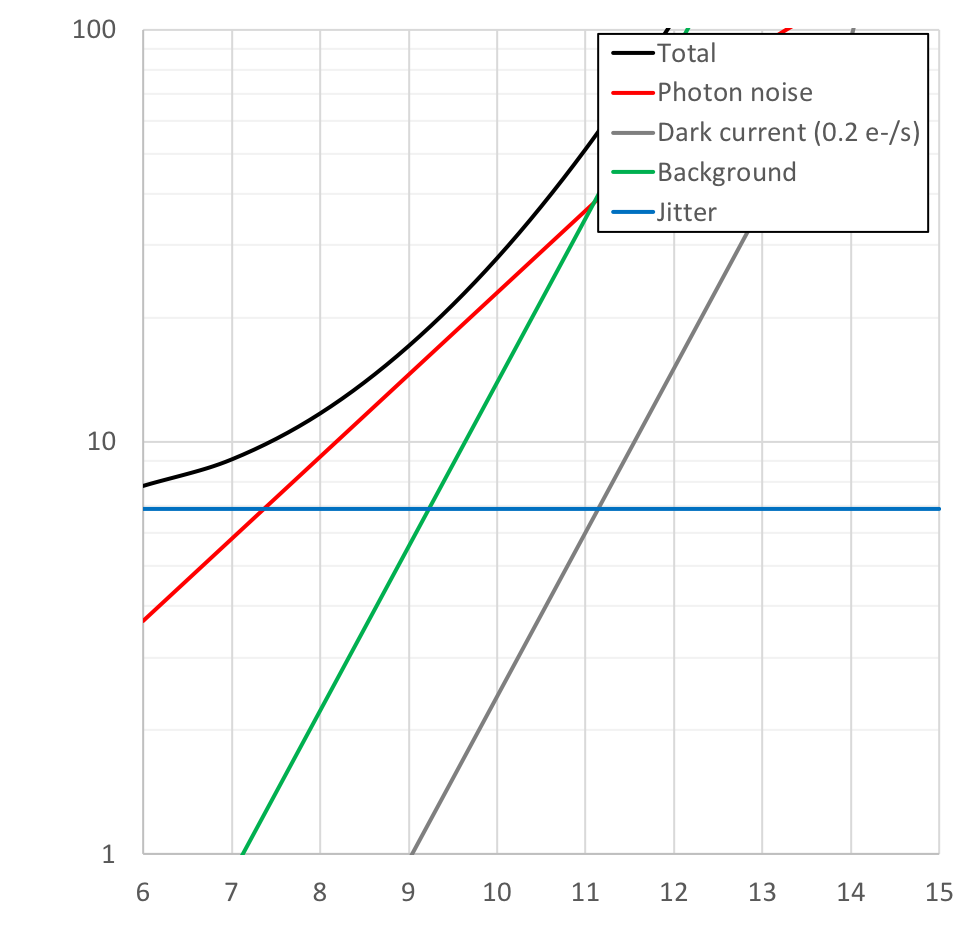 100
10
1
Total
Photon noise
Dark current (0.2 e-/s)
Background
Jitter
6 7 8 9 10 11 12 13 14 15